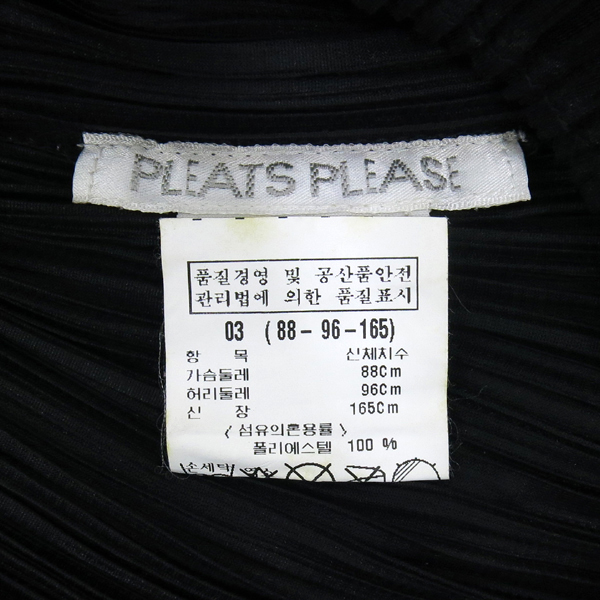 PLEATS PLEASE
품질경영 및 공산품안전
관리법에 의한 품질표시
03 (88-96-165)
항 목 신체치수
가슴둘레 88Cm
허리둘레 96Cm
신 장 165Cm
〈 섬유의혼용률 〉
폴리에스텔 100 %
손세탁